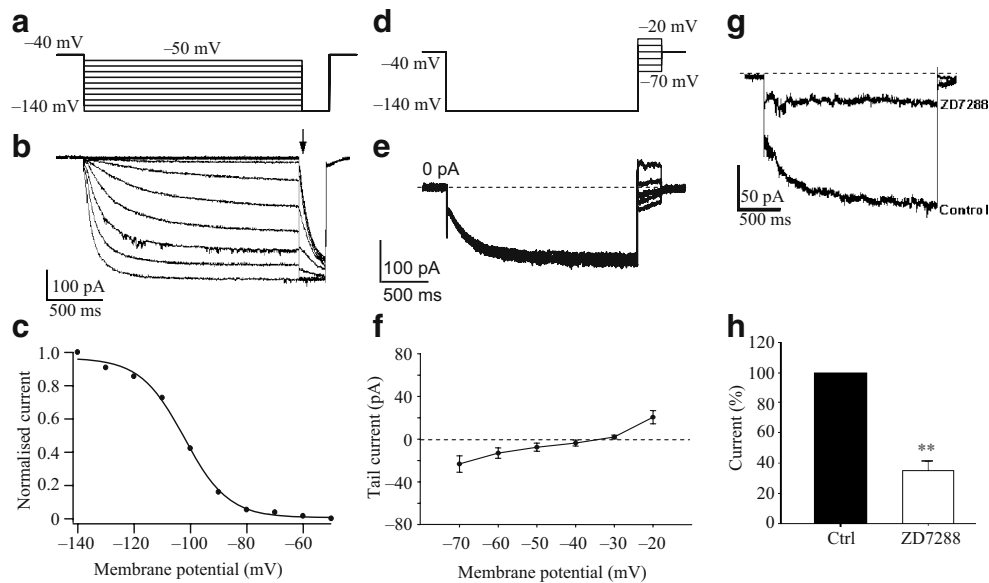 a
–40 mV
–50 mV
–140 mV
b
100 pA
500 ms
c
1.0
0.8
0.6
0.4
0.2
0
Normalised current
–140
–120
–100
–80
–60
Membrane potential (mV)
d
–20 mV
–40 mV
–70 mV
–140 mV
e
0 pA
100 pA
500 ms
f
80
40
0
–40
–80
Tail current (pA)
–70
–60
–50
–40
–30
–20
Membrane potential (mV)
g
ZD7288
50 pA
500 ms
Control
h
120
100
80
60
40
20
0
Current (%)
**
Ctrl
ZD7288